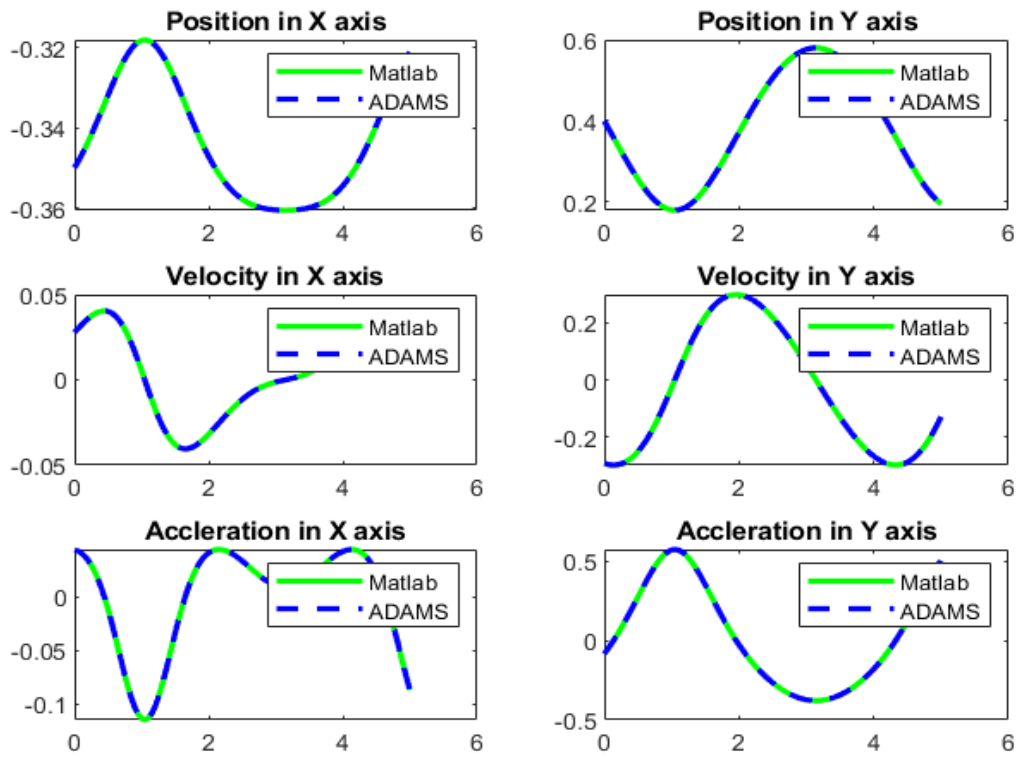 Position in X axis
-0.32
-0.34
-0.36
0 2 4 6
Matlab
ADAMS
Position in Y axis
0.6
0.4
0.2
0 2 4 6
Matlab
ADAMS
Velocity in X axis
0.05
0
-0.05
0 2 4 6
Matlab
ADAMS
Velocity in Y axis
0.2
0
-0.2
0 2 4 6
Matlab
ADAMS
Accleration in X axis
0
-0.05
-0.1
0 2 4 6
Matlab
ADAMS
Accleration in Y axis
0.5
0
-0.5
0 2 4 6
Matlab
ADAMS